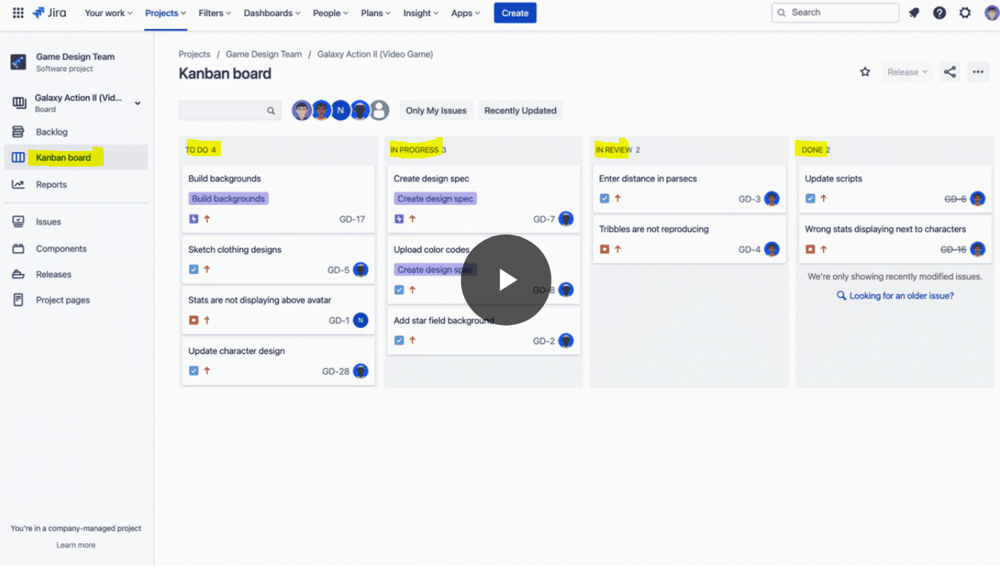 Jira
Your work
Projects
Filters
Dashboards
People
Plans
Insight
Apps
Create
Search
Game Design Team
Software project
Galaxy Action II (Vid...
Board
Backlog
Kanban board
Reports
Issues
Components
Releases
Project pages
You're in a company-managed project
Learn more
Projects / Game Design Team / Galaxy Action II (Video Game)
Kanban board
Release
N
Only My Issues
Recently Updated
TO DO 4
Build backgrounds
Build backgrounds
GD-17
Sketch clothing designs
GD-5
Stats are not displaying above avatar
GD-1 N
Update character design
GD-28
IN PROGRESS 3
Create design spec
Create design spec
GD-7
Upload color codes
Create design spec
GD-8
Add star field background
GD-2
IN REVIEW 2
Enter distance in parsecs
GD-3
Tribbles are not reproducing
GD-4
DONE 2
Update scripts
GD-6
Wrong stats displaying next to characters
GD-16
We're only showing recently modified issues.
Looking for an older issue?